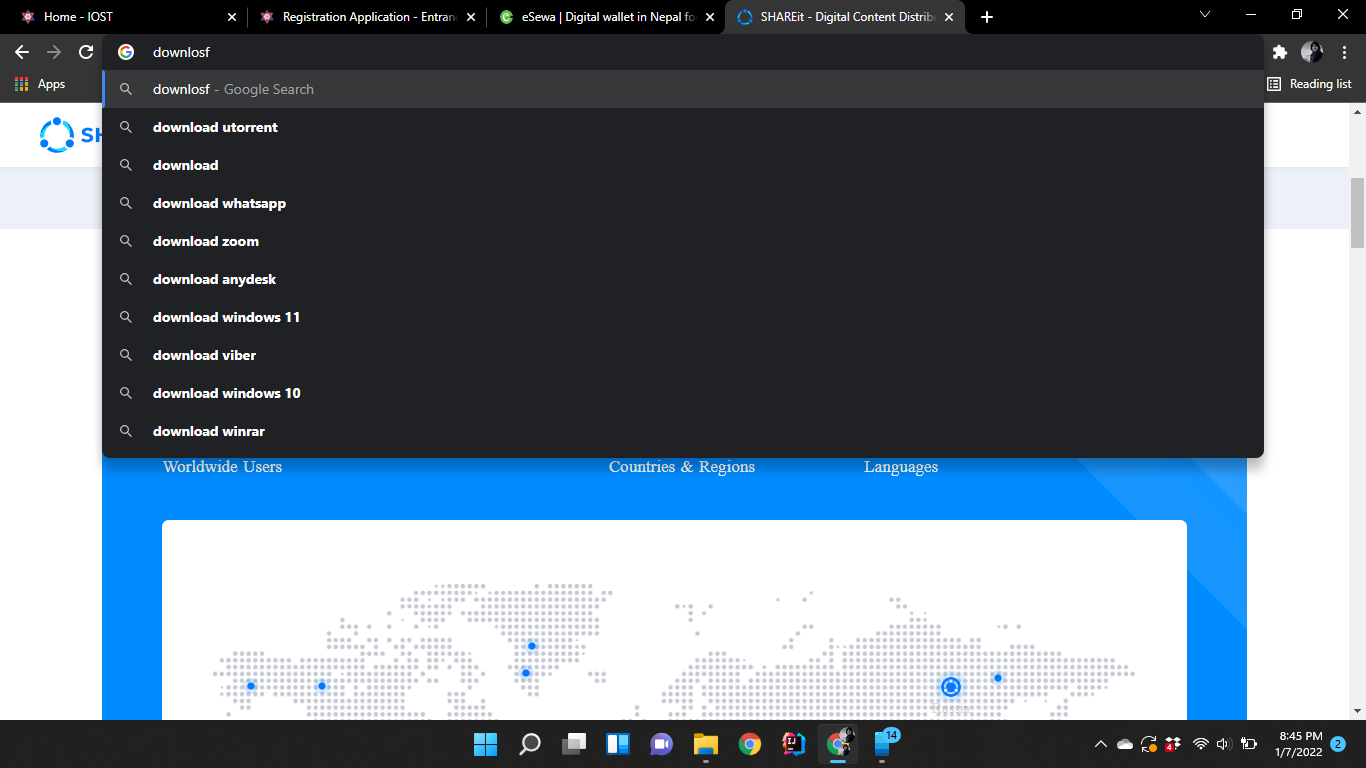 Home - IOST
Registration Application - Entranc
eSewa | Digital wallet in Nepal fo
SHAREit - Digital Content Distrib
downlosf
Apps
Reading list
downlosf - Google Search
SH
download utorrent
download
download whatsapp
download zoom
download anydesk
download windows 11
download viber
download windows 10
download winrar
Worldwide Users
Countries & Regions
Languages
14
4
8:45 PM
1/7/2022
2